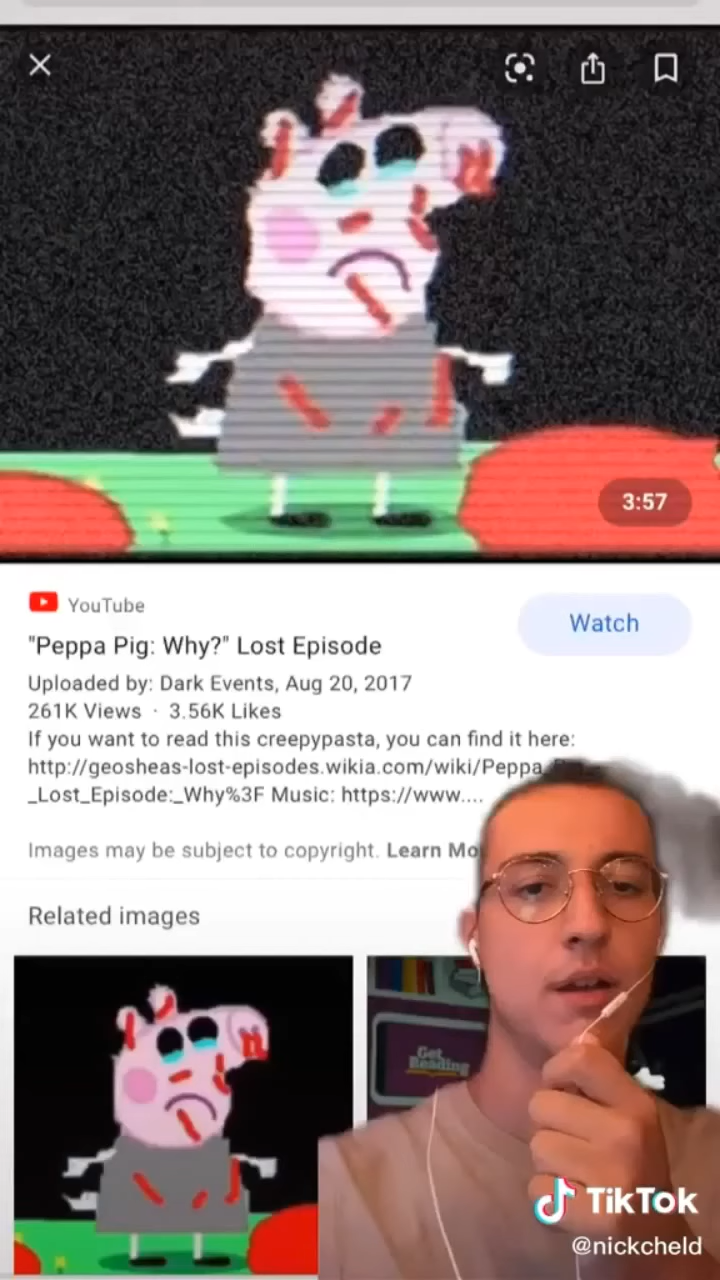 3:57
YouTube
Watch
"Peppa Pig: Why?" Lost Episode
Uploaded by: Dark Events, Aug 20, 2017
261K Views · 3.56K Likes
If you want to read this creepypasta, you can find it here:
http://geosheas-lost-episodes.wikia.com/wiki/Peppa
_Lost_Episode:_Why%3F Music: https://www....
Images may be subject to copyright. Learn Mo
Related images
Get
Reading
TikTok
@nickcheld